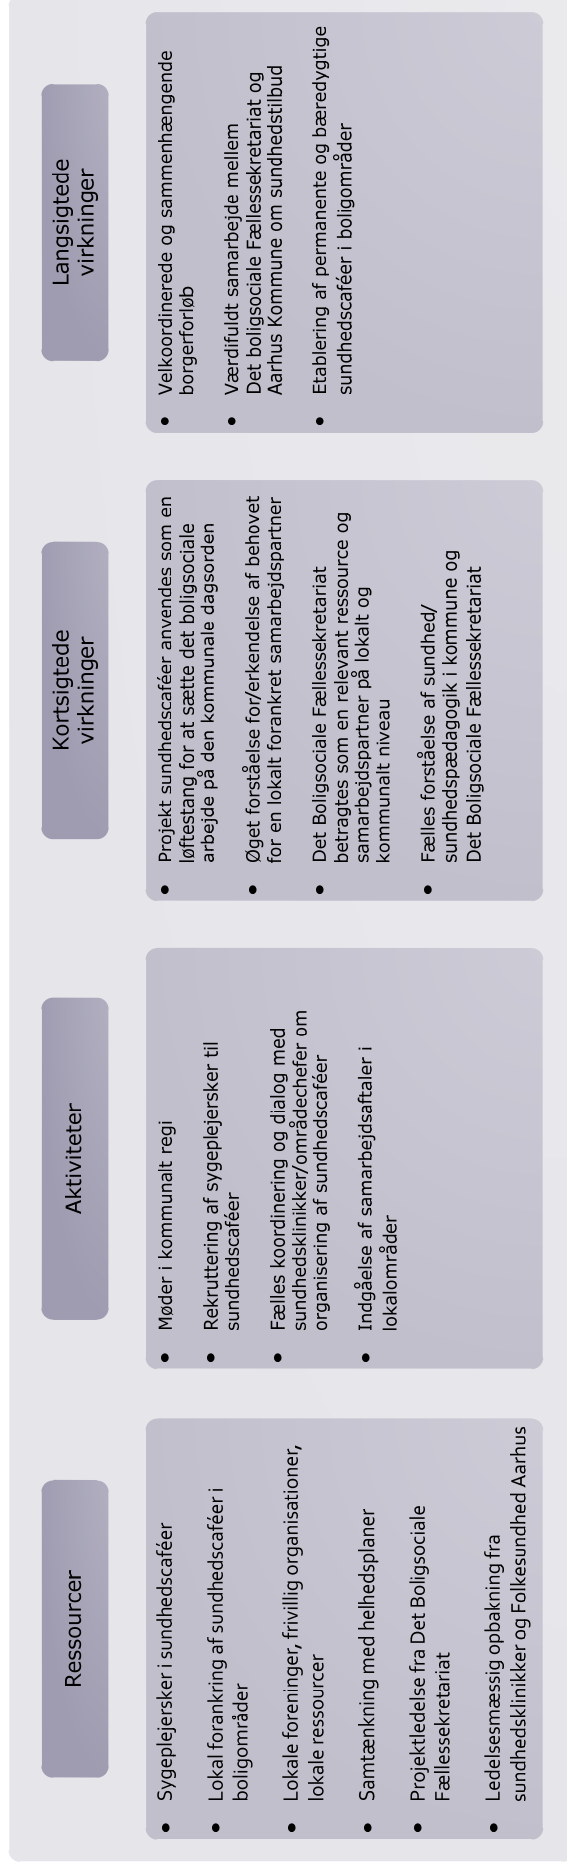 Ressourcer
• Sygeplejersker i sundhedscaféer
• Lokal forankring af sundhedscaféer i
boligområder
• Lokale foreninger, frivillig organisationer,
lokale ressourcer
• Samtænkning med helhedsplaner
• Projektledelse fra Det Boligsociale
Fællessekretariat
• Ledelsesmæssig opbakning fra
sundhedsklinikker og Folkesundhed Aarhus
Aktiviteter
• Møder i kommunalt regi
• Rekruttering af sygeplejersker til
sundhedscaféer
• Fælles koordinering og dialog med
sundhedsklinikker/områdechefer om
organisering af sundhedscaféer
• Indgåelse af samarbejdsaftaler i
lokalområder
Kortsigtede
virkninger
• Projekt sundhedscaféer anvendes som en
løftestang for at sætte det boligsociale
arbejde på den kommunale dagsorden
• Øget forståelse for/erkendelse af behovet
for en lokalt forankret samarbejdspartner
• Det Boligsociale Fællessekretariat
betragtes som en relevant ressource og
samarbejdspartner på lokalt og
kommunalt niveau
• Fælles forståelse af sundhed/
sundhedspædagogik i kommune og
Det Boligsociale Fællessekretariat
Langsigtede
virkninger
• Velkoordinerede og sammenhængende
borgerforløb
• Værdifuldt samarbejde mellem
Det boligsociale Fællessekretariat og
Aarhus Kommune om sundhedstilbud
• Etablering af permanente og bæredygtige
sundhedscaféer i boligområder